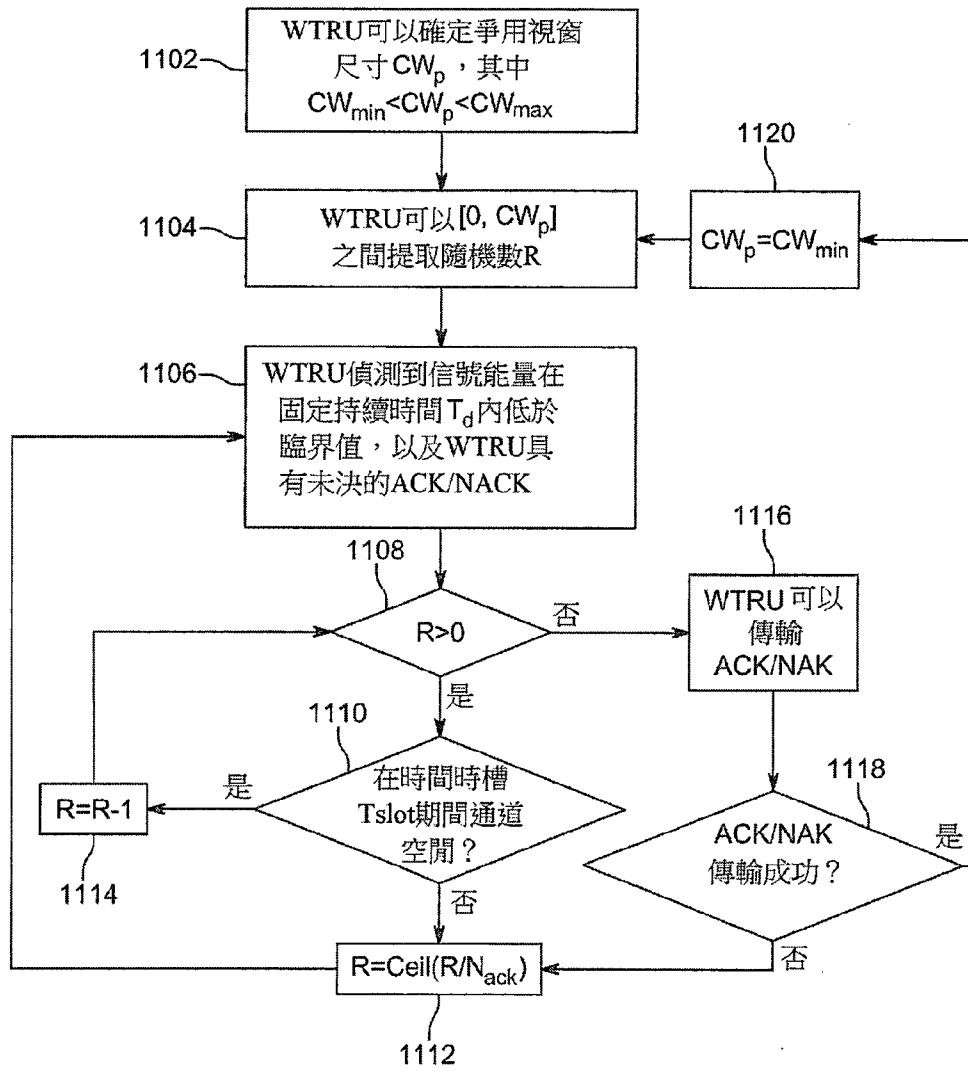 1102
WTRU可以確定爭用視窗
尺寸CWp，其中
CWmin<CWp<CWmax
1120
1104
WTRU可以[0, CWp]
之間提取隨機數R
CWp=CWmin
1106
WTRU偵測到信號能量在
固定持續時間Td內低於
臨界值，以及WTRU具
有未決的ACK/NACK
1108
R>0
否
是
1116
WTRU可以
傳輸
ACK/NAK
1110
在時間時槽
Tslot期間通道
空閒？
是
否
R=R-1
1114
1118
ACK/NAK
傳輸成功？
是
否
R=Ceil(R/Nack)
1112